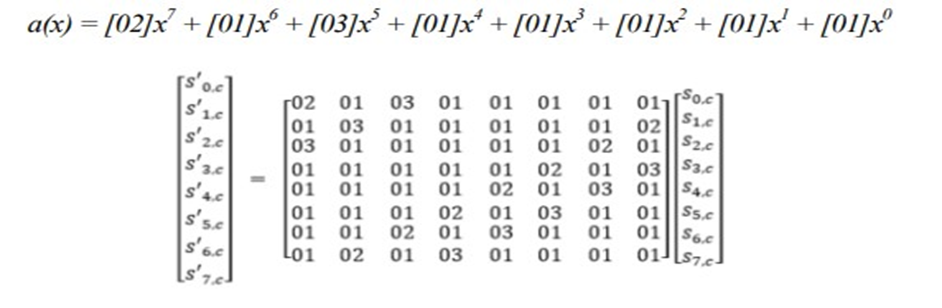 a(x) = [02]x⁷ + [01]x⁶ + [03]x⁵ + [01]x⁴ + [01]x³ + [01]x² + [01]x¹ + [01]x⁰
[s'0,c s'1,c s'2,c s'3,c s'4,c s'5,c s'6,c s'7,c] =
02 01 03 01 01 01 01 01
01 03 01 01 01 01 01 02
03 01 01 01 01 01 02 01
01 01 01 01 01 02 01 03
01 01 01 01 02 01 03 01
01 01 01 02 01 03 01 01
01 01 02 01 03 01 01 01
01 02 01 03 01 01 01 01
[s0,c s1,c s2,c s3,c s4,c s5,c s6,c s7,c]